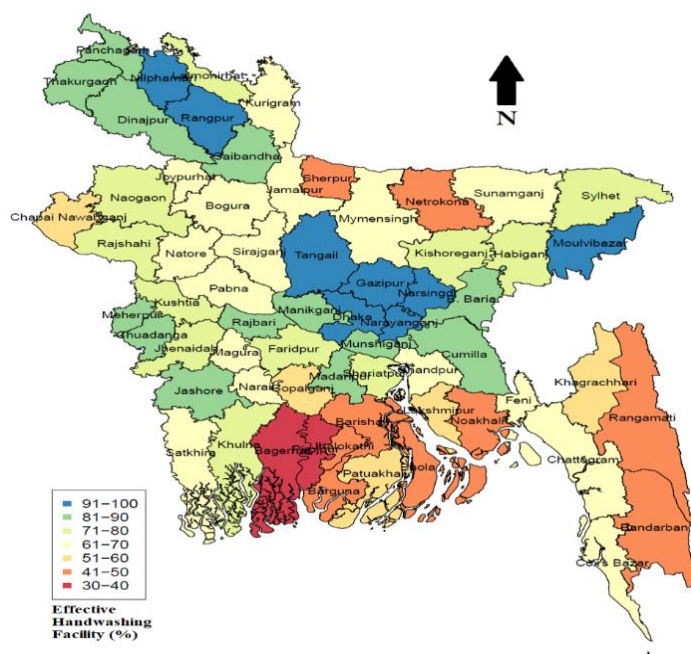 Panchagarh
Nilphamari
Lalmonirhat
Thakurgaon
Kurigram
Rangpur
Dinajpur
N
Gaibandha
Joypurhat
Sherpur
Jamalpur
Netrokona
Sunamganj
Sylhet
Naogaon
Bogura
Mymensingh
Chapai Nawabganj
Moulvibazar
Rajshahi
Natore
Sirajganj
Tangail
Kishoreganj
Habiganj
Gazipur
Narsingdi
Pabna
B. Baria
Kushtia
Manikganj
Dhaka
Meherpur
Rajbari
Narayanganj
Chuadanga
Munshiganj
Jhenaidah
Magura
Faridpur
Cumilla
Shariatpur
Chandpur
Madaripur
Khagrachhari
Jashore
Narail
Gopalganj
Feni
Lakshmipur
Barishal
Noakhali
Rangamati
Khulna
Satkhira
Bagerhat
Pirojpur
Jhalokathi
Chattagram
Bhola
Patuakhali
Barguna
Bandarban
Cox's Bazar
91−100
81−90
71−80
61−70
51−60
41−50
30−40
Effective
Handwashing
Facility (%)